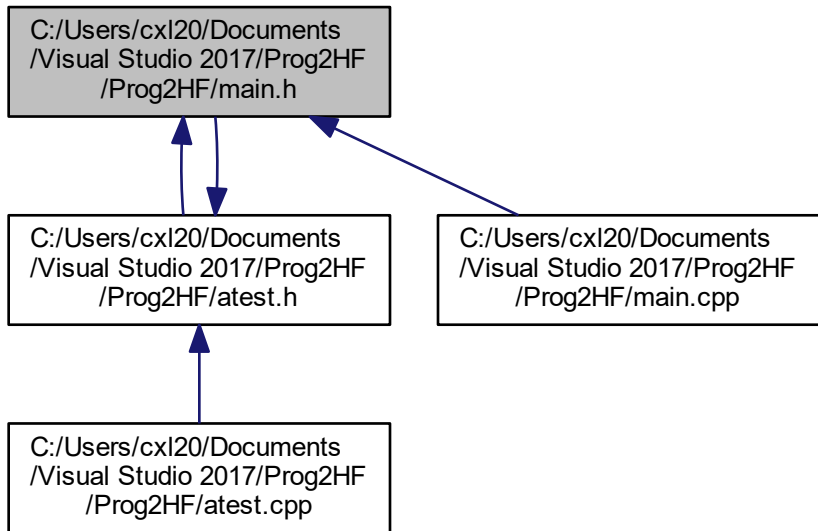 C:/Users/cxl20/Documents
/Visual Studio 2017/Prog2HF
/Prog2HF/main.h
C:/Users/cxl20/Documents
/Visual Studio 2017/Prog2HF
/Prog2HF/atest.h
C:/Users/cxl20/Documents
/Visual Studio 2017/Prog2HF
/Prog2HF/main.cpp
C:/Users/cxl20/Documents
/Visual Studio 2017/Prog2HF
/Prog2HF/atest.cpp